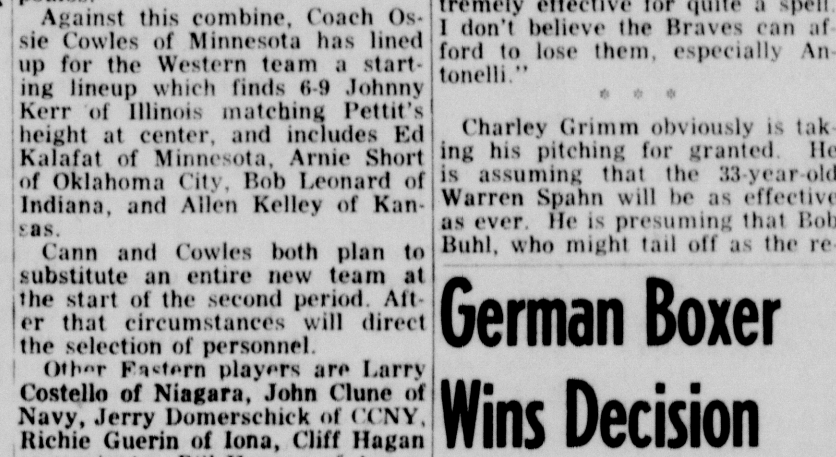 Against this combine, Coach Os-
sie Cowles of Minnesota has lined
up for the Western team a start-
ing lineup which finds 6-9 Johnny
Kerr of Illinois matching Pettit's
height at center, and includes Ed
Kalafat of Minnesota, Arnie Short
of Oklahoma City, Bob Leonard of
Indiana, and Allen Kelley of Kan-
sas.
Cann and Cowles both plan to
substitute an entire new team at
the start of the second period. Aft-
er that circumstances will direct
the selection of personnel.
Other Eastern players are Larry
Costello of Niagara, John Clune of
Navy, Jerry Domerschick of CCNY,
Richie Guerin of Iona, Cliff Hagan
tremely effective for quite a spell.
I don't believe the Braves can af-
ford to lose them, especially An-
tonelli."
* * *
Charley Grimm obviously is tak-
ing his pitching for granted. He
is assuming that the 33-year-old
Warren Spahn will be as effective
as ever. He is presuming that Bob
Buhl, who might tail off as the re-
German Boxer
Wins Decision